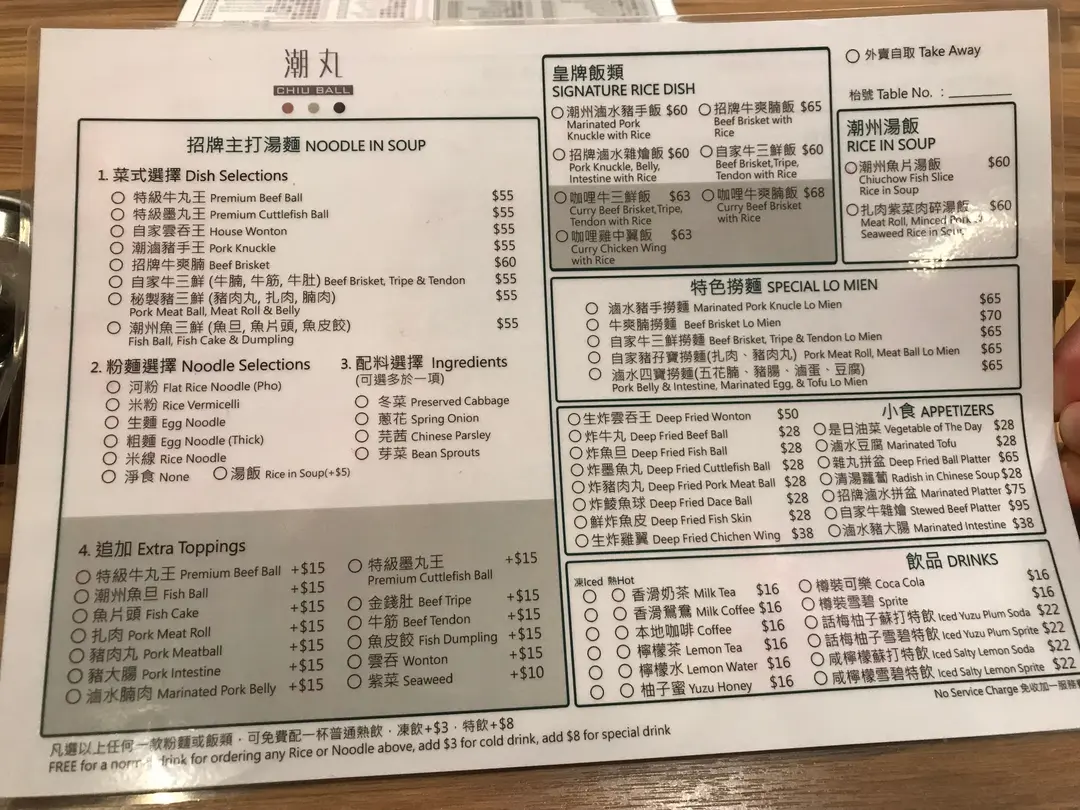 潮丸
CHIU BALL
招牌主打湯麵 NOODLE IN SOUP
1. 菜式選擇 Dish Selections
特級牛丸王 Premium Beef Ball $55
特級墨丸王 Premium Cuttlefish Ball $55
自家雲吞王 House Wonton $55
潮滷豬手王 Pork Knuckle $55
招牌牛爽腩 Beef Brisket $60
自家牛三鮮 (牛腩, 牛筋, 牛肚) Beef Brisket, Tripe & Tendon $55
秘製豬三鮮 (豬肉丸, 扎肉, 腩肉) $55
Pork Meat Ball, Meat Roll & Belly
潮州魚三鮮 (魚旦, 魚片頭, 魚皮餃) $55
Fish Ball, Fish Cake & Dumpling
2. 粉麵選擇 Noodle Selections
河粉 Flat Rice Noodle (Pho)
米粉 Rice Vermicelli
生麵 Egg Noodle
粗麵 Egg Noodle (Thick)
米線 Rice Noodle
淨食 None 湯飯 Rice in Soup(+$5)
3. 配料選擇 Ingredients
(可選多於一項)
冬菜 Preserved Cabbage
蔥花 Spring Onion
芫茜 Chinese Parsley
芽菜 Bean Sprouts
4. 追加 Extra Toppings
特級牛丸王 Premium Beef Ball +$15
潮州魚旦 Fish Ball +$15
魚片頭 Fish Cake +$15
扎肉 Pork Meat Roll +$15
豬肉丸 Pork Meatball +$15
豬大腸 Pork Intestine +$15
滷水腩肉 Marinated Pork Belly +$15
特級墨丸王 +$15
Premium Cuttlefish Ball
金錢肚 Beef Tripe +$15
牛筋 Beef Tendon +$15
魚皮餃 Fish Dumpling +$15
雲吞 Wonton +$15
紫菜 Seaweed +$10
凡選以上任何一款粉麵或飯類，可免費配一杯普通熱飲，凍飲+$3，特飲+$8
FREE for a normal drink for ordering any Rice or Noodle above, add $3 for cold drink, add $8 for special drink
皇牌飯類
SIGNATURE RICE DISH
潮州滷水豬手飯 $60
Marinated Pork
Knuckle with Rice
招牌牛爽腩飯 $65
Beef Brisket with
Rice
招牌滷水雜燴飯 $60
Pork Knuckle, Belly,
Intestine with Rice
自家牛三鮮飯 $60
Beef Brisket,Tripe,
Tendon with Rice
咖哩牛三鮮飯 $63
Curry Beef Brisket,Tripe,
Tendon with Rice
咖哩牛爽腩飯 $68
Curry Beef Brisket
with Rice
咖哩雞中翼飯 $63
Curry Chicken Wing
with Rice
外賣自取 Take Away
枱號 Table No. :
潮州湯飯
RICE IN SOUP
潮州魚片湯飯 $60
Chiuchow Fish Slice
Rice in Soup
扎肉紫菜肉碎湯飯 $60
Meat Roll, Minced Pork &
Seaweed Rice in Soup
特色撈麵 SPECIAL LO MIEN
滷水豬手撈麵 Marinated Pork Knucle Lo Mien $65
牛爽腩撈麵 Beef Brisket Lo Mien $70
自家牛三鮮撈麵 Beef Brisket, Tripe & Tendon Lo Mien $65
自家豬孖寶撈麵(扎肉、豬肉丸) Pork Meat Roll, Meat Ball Lo Mien $65
滷水四寶撈麵(五花腩、豬腸、滷蛋、豆腐) $65
Pork Belly & Intestine, Marinated Egg, & Tofu Lo Mien
小食 APPETIZERS
生炸雲吞王 Deep Fried Wonton $50
炸牛丸 Deep Fried Beef Ball $28
炸魚旦 Deep Fried Fish Ball $28
炸墨魚丸 Deep Fried Cuttlefish Ball $28
炸豬肉丸 Deep Fried Pork Meat Ball $28
炸鯪魚球 Deep Fried Dace Ball $28
鮮炸魚皮 Deep Fried Fish Skin $28
生炸雞翼 Deep Fried Chichen Wing $38
是日油菜 Vegetable of The Day $28
滷水豆腐 Marinated Tofu $28
雜丸拼盆 Deep Fried Ball Platter $65
清湯蘿蔔 Radish in Chinese Soup $28
招牌滷水拼盆 Marinated Platter $75
自家牛雜燴 Stewed Beef Platter $95
滷水豬大腸 Marinated Intestine $38
飲品 DRINKS
凍Iced 熱Hot
香滑奶茶 Milk Tea $16
香滑鴛鴦 Milk Coffee $16
本地咖啡 Coffee $16
檸檬茶 Lemon Tea $16
檸檬水 Lemon Water $16
柚子蜜 Yuzu Honey $16
樽裝可樂 Coca Cola $16
樽裝雪碧 Sprite $16
話梅柚子蘇打特飲 Iced Yuzu Plum Soda $22
話梅柚子雪碧特飲 Iced Yuzu Plum Sprite $22
咸檸檬蘇打特飲 Iced Salty Lemon Soda $22
咸檸檬雪碧特飲 Iced Salty Lemon Sprite $22
No Service Charge 免收加一服務